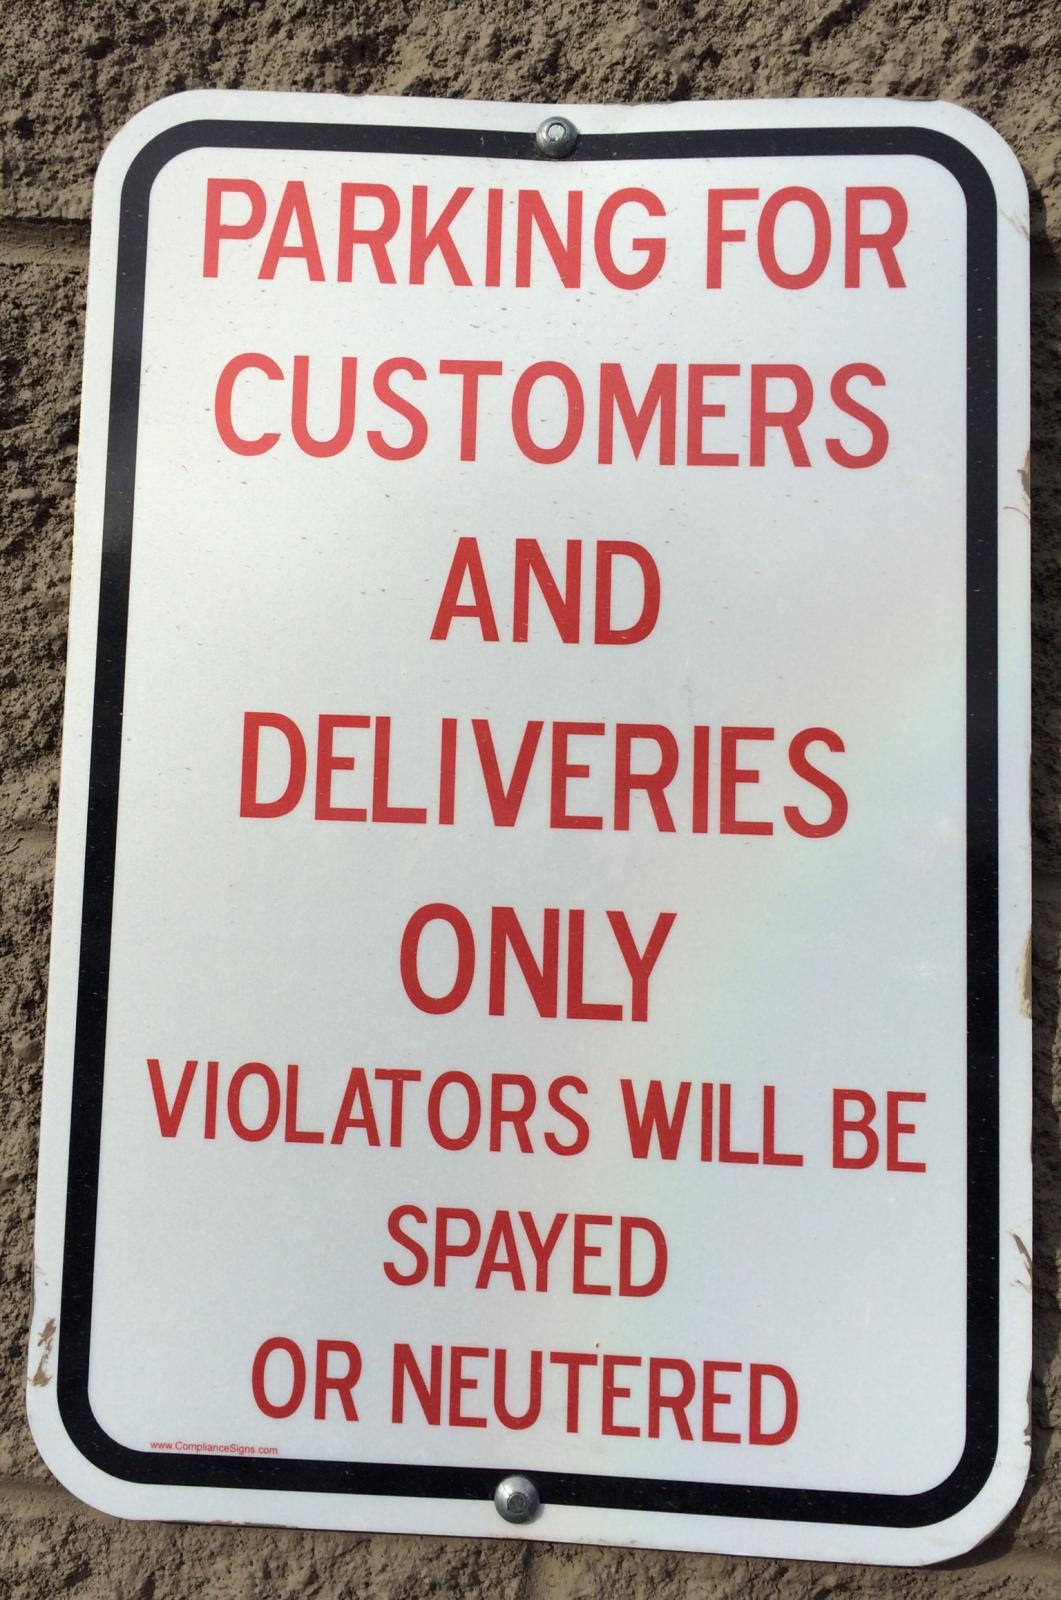 PARKING FOR
CUSTOMERS
AND
DELIVERIES
ONLY
VIOLATORS WILL BE
SPAYED
OR NEUTERED
www.ComplianceSigns.com